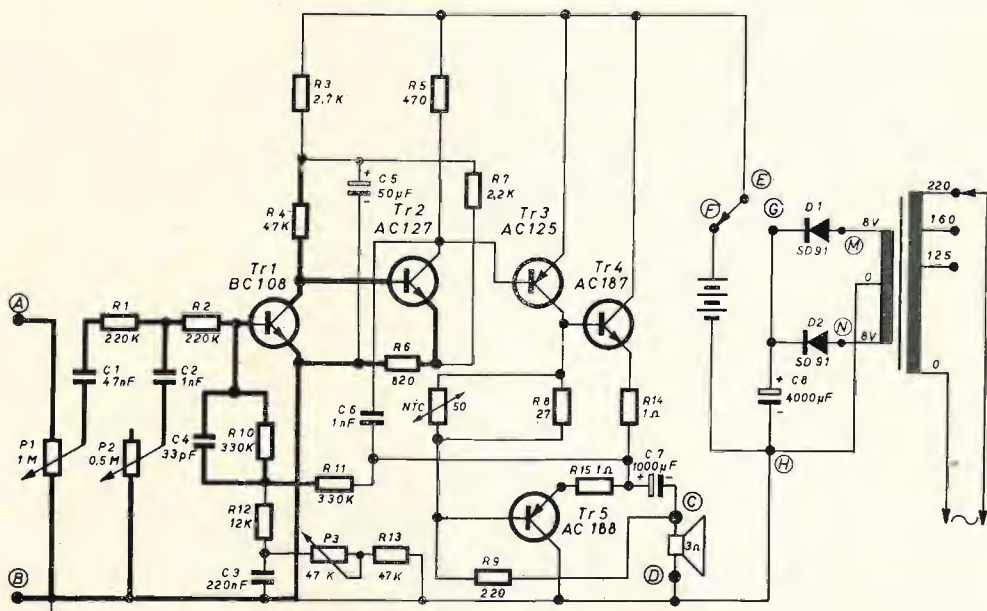 R3
2.7K
R5
470
C5
50µF
+
-
R7
2,2K
R4
47K
Tr2
AC127
Tr3
AC125
Tr4
AC187
Tr1
BC108
E
F
G
D1
SD91
8V
M
0
D2
SD91
8V
N
220
160
125
0
A
R1
220K
R2
220K
C1
47nF
C2
1nF
R6
820
C6
1nF
NTC
50
R8
27
R14
1Ω
+
C8
4000µF
-
H
P1
1M
P2
0.5M
C4
33pF
R10
330K
R11
330K
R15 1Ω
C7
1000µF
+
-
C
Tr5
AC 188
3Ω
D
R12
12K
P3
47 K
R13
47K
R9
220
C3
220nF
B